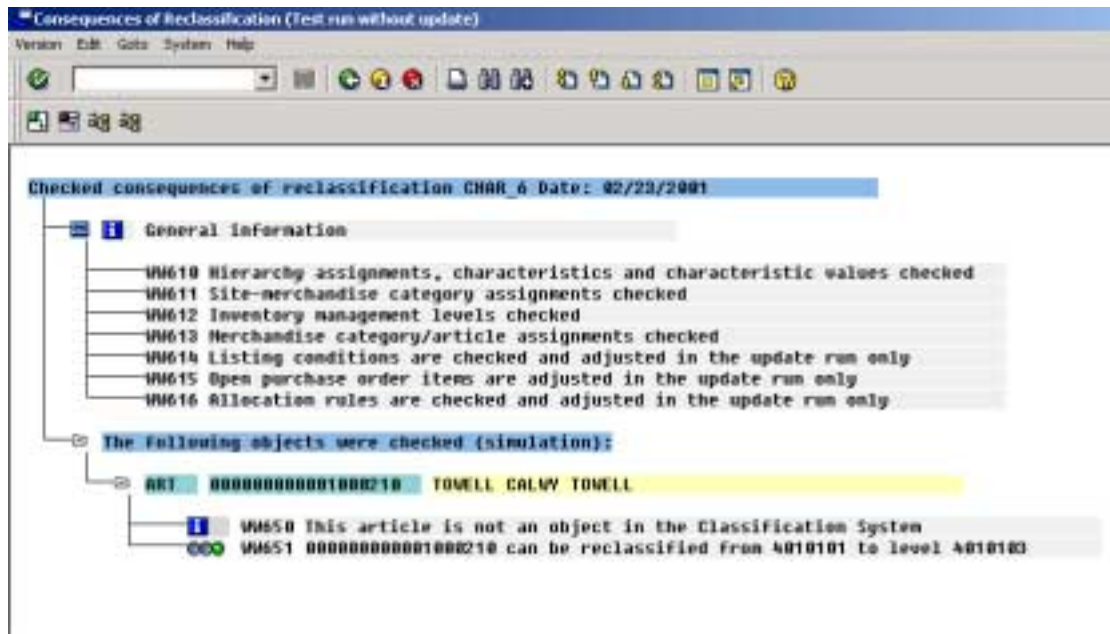 Consequences of Reclassification (Test run without update)
Version Edit Goto System Help
Checked consequences of reclassification CHAR_6 Date: 02/23/2001
General information
WW610 Hierarchy assignments, characteristics and characteristic values checked
WW611 Site-merchandise category assignments checked
WW612 Inventory management levels checked
WW613 Merchandise category/article assignments checked
WW614 Listing conditions are checked and adjusted in the update run only
WW615 Open purchase order items are adjusted in the update run only
WW616 Allocation rules are checked and adjusted in the update run only
The following objects were checked (simulation):
ART 000000000001000210 TOWELL CALWY TOWELL
WW650 This article is not an object in the Classification System
WW651 000000000001000210 can be reclassified from 4010101 to level 4010103